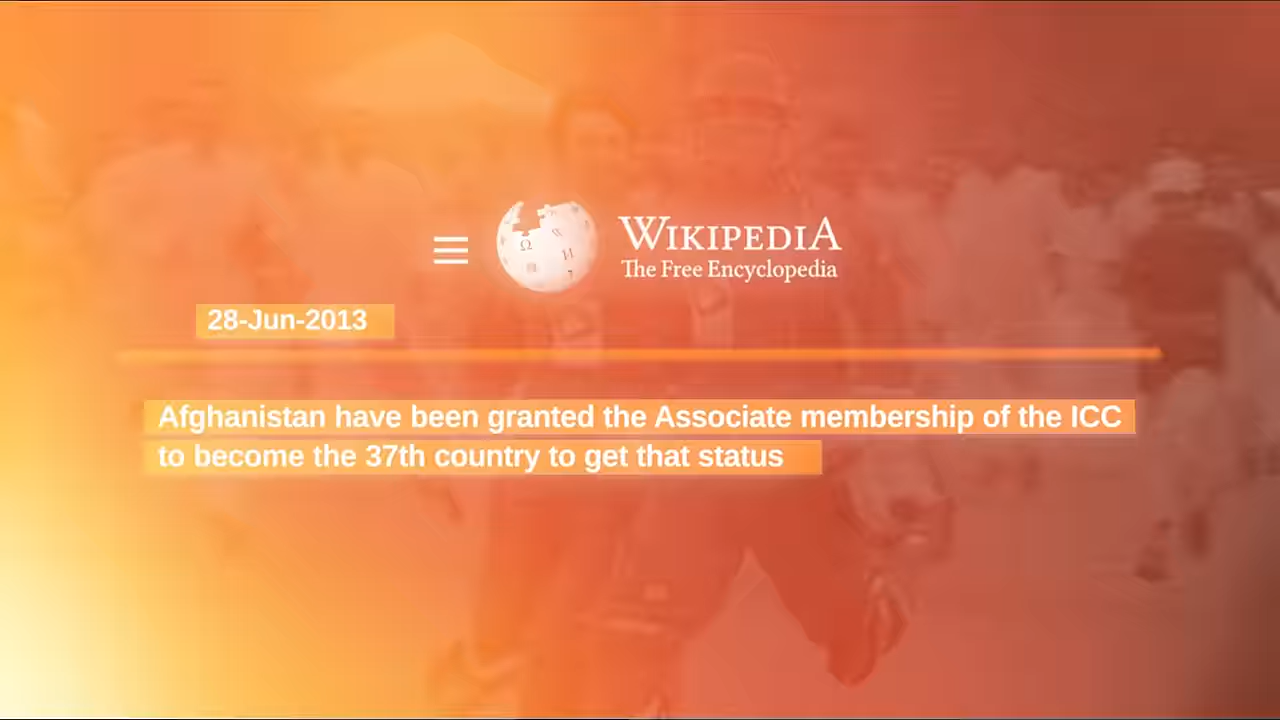 WIKIPEDIA
The Free Encyclopedia
28-Jun-2013
Afghanistan have been granted the Associate membership of the ICC
to become the 37th country to get that status